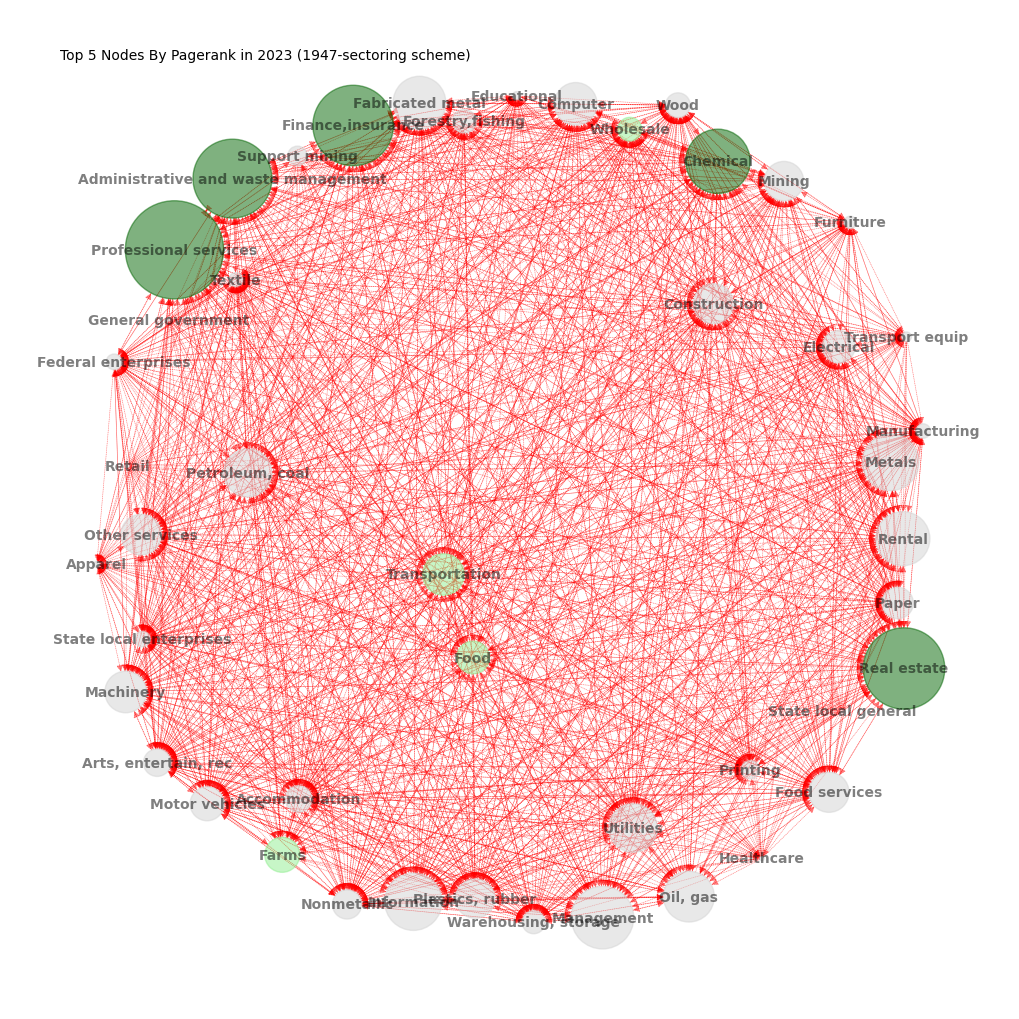 Top 5 Nodes By Pagerank in 2023 (1947-sectoring scheme)
Educational
Fabricated metal
Computer
Wood
Forestry,fishing
Finance,insurance
Wholesale
Support mining
Chemical
Administrative and waste management
Mining
Furniture
Professional services
Textile
Construction
General government
Transport equip
Electrical
Federal enterprises
Manufacturing
Metals
Retail
Petroleum, coal
Other services
Rental
Apparel
Transportation
Paper
State local enterprises
Food
Real estate
Machinery
State local general
Arts, entertain, rec
Printing
Food services
Accommodation
Motor vehicles
Utilities
Farms
Healthcare
Oil, gas
Plastics, rubber
Information
Nonmetallic
Management
Warehousing, storage